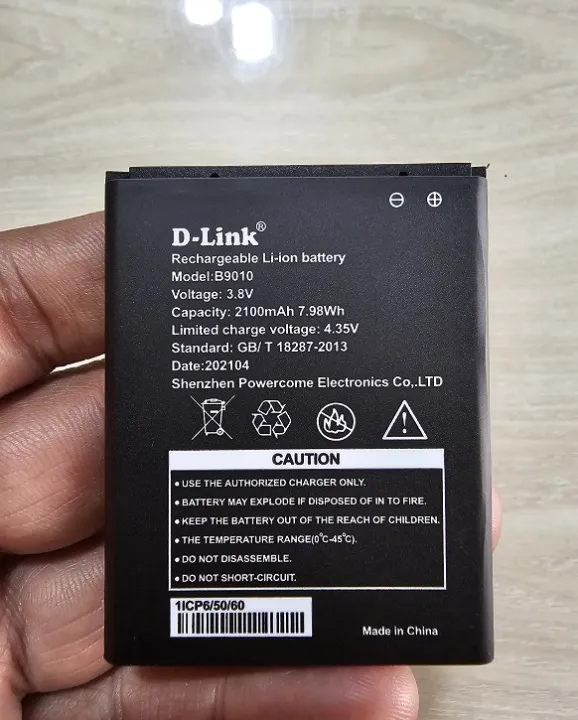 ⊖ ⊕
D-Link®
Rechargeable Li-ion battery
Model:B9010
Voltage: 3.8V
Capacity: 2100mAh 7.98Wh
Limited charge voltage: 4.35V
Standard: GB/ T 18287-2013
Date:202104
Shenzhen Powercome Electronics Co,.LTD
CAUTION
• USE THE AUTHORIZED CHARGER ONLY.
• BATTERY MAY EXPLODE IF DISPOSED OF IN TO FIRE.
• KEEP THE BATTERY OUT OF THE REACH OF CHILDREN.
• THE TEMPERATURE RANGE(0°C-45°C).
• DO NOT DISASSEMBLE.
• DO NOT SHORT-CIRCUIT.
1ICP6/50/60
Made in China